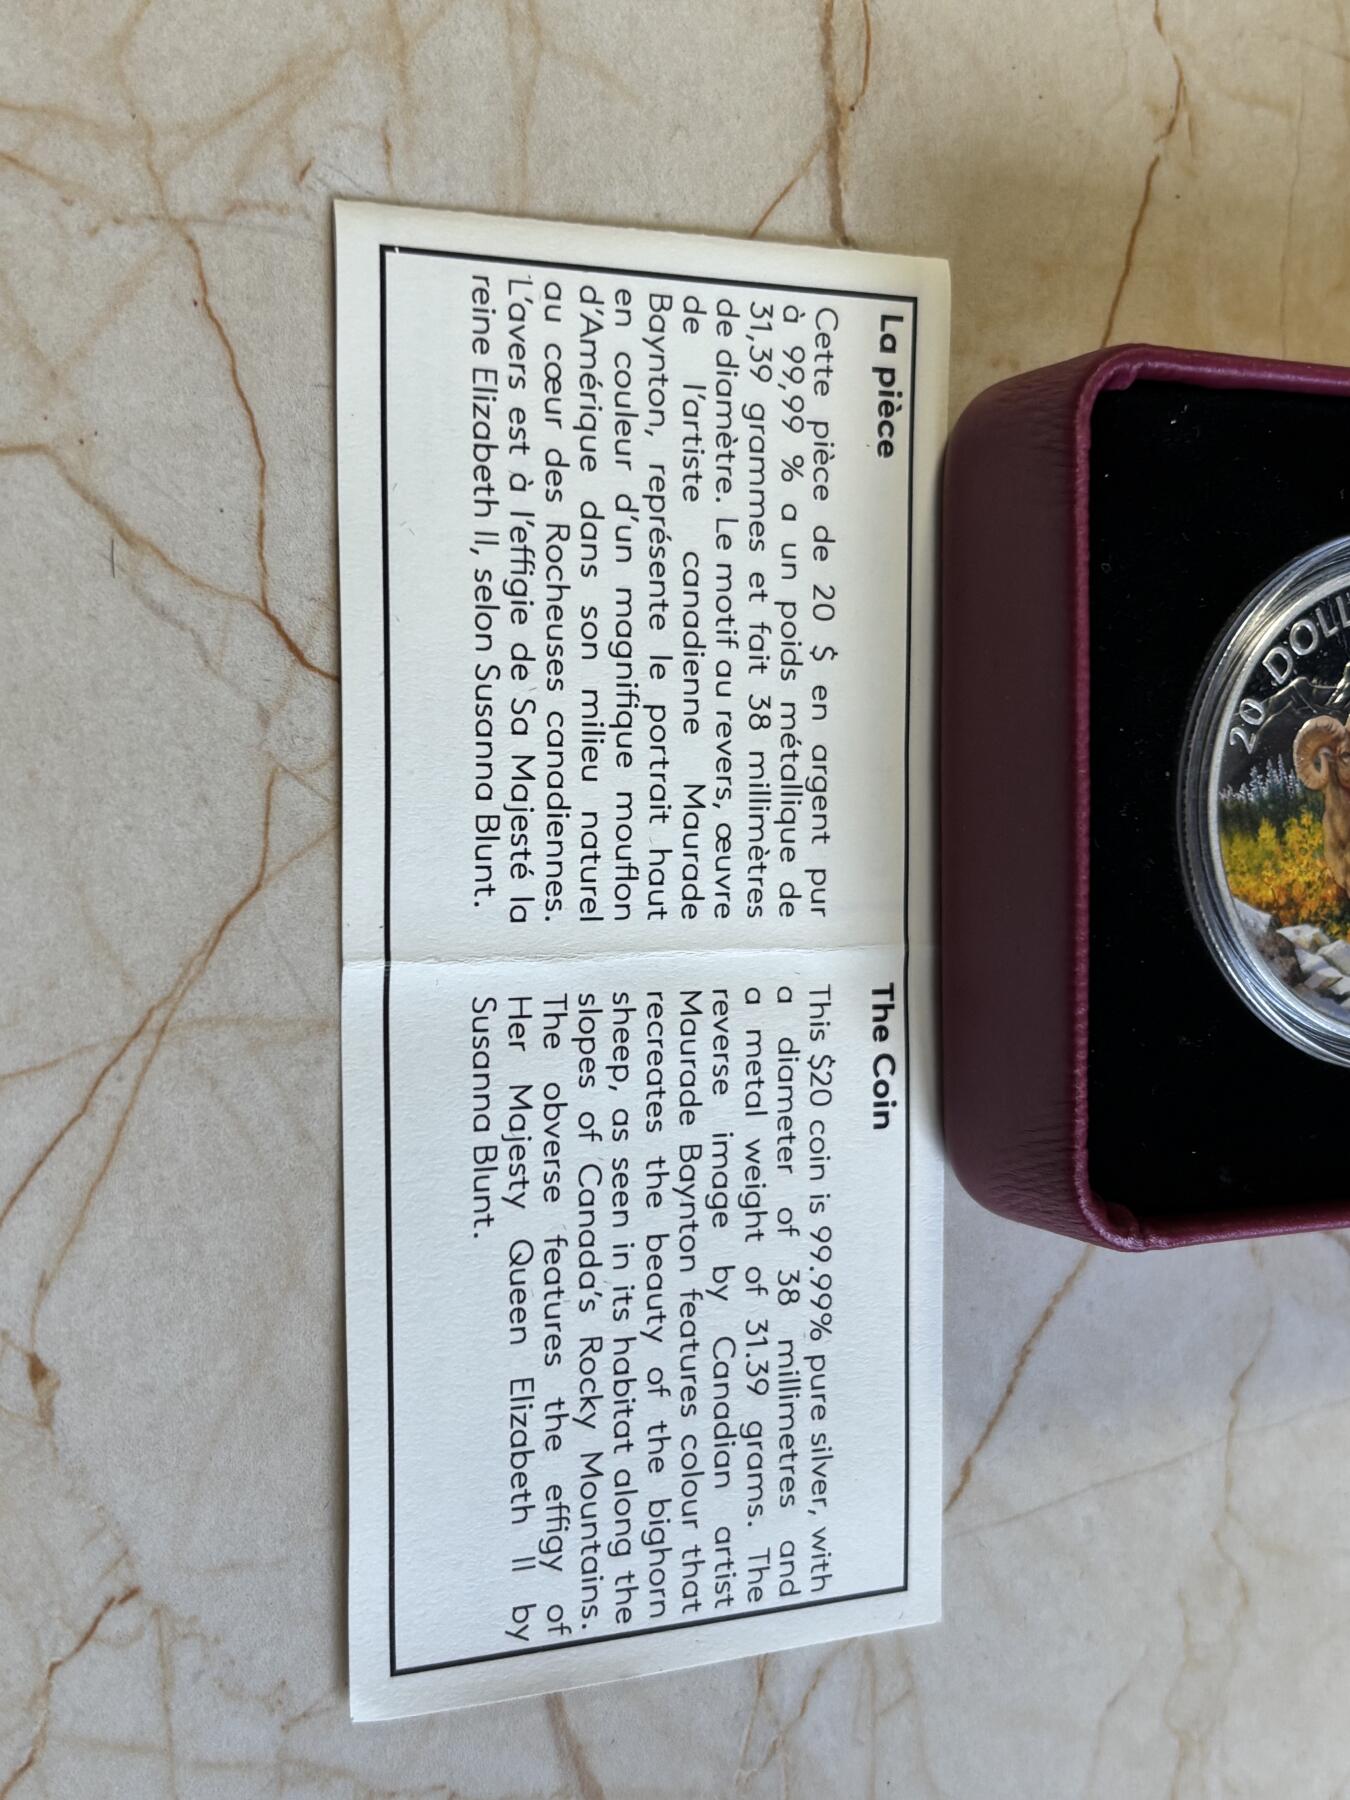 La pièce
Cette pièce de 20 $ en argent pur
à 99,99 % a un poids métallique de
31,39 grammes et fait 38 millimètres
de diamètre. Le motif au revers, œuvre
de l'artiste canadienne Maurade
Baynton, représente le portrait haut
en couleur d'un magnifique mouflon
d'Amérique dans son milieu naturel
au cœur des Rocheuses canadiennes.
L'avers est à l'effigie de Sa Majesté la
reine Elizabeth II, selon Susanna Blunt.
The Coin
This $20 coin is 99.99% pure silver, with
a diameter of 38 millimetres and
a metal weight of 31.39 grams. The
reverse image by Canadian artist
Maurade Baynton features colour that
recreates the beauty of the bighorn
sheep, as seen in its habitat along the
slopes of Canada's Rocky Mountains.
The obverse features the effigy of
Her Majesty Queen Elizabeth II by
Susanna Blunt.
20 DOLL